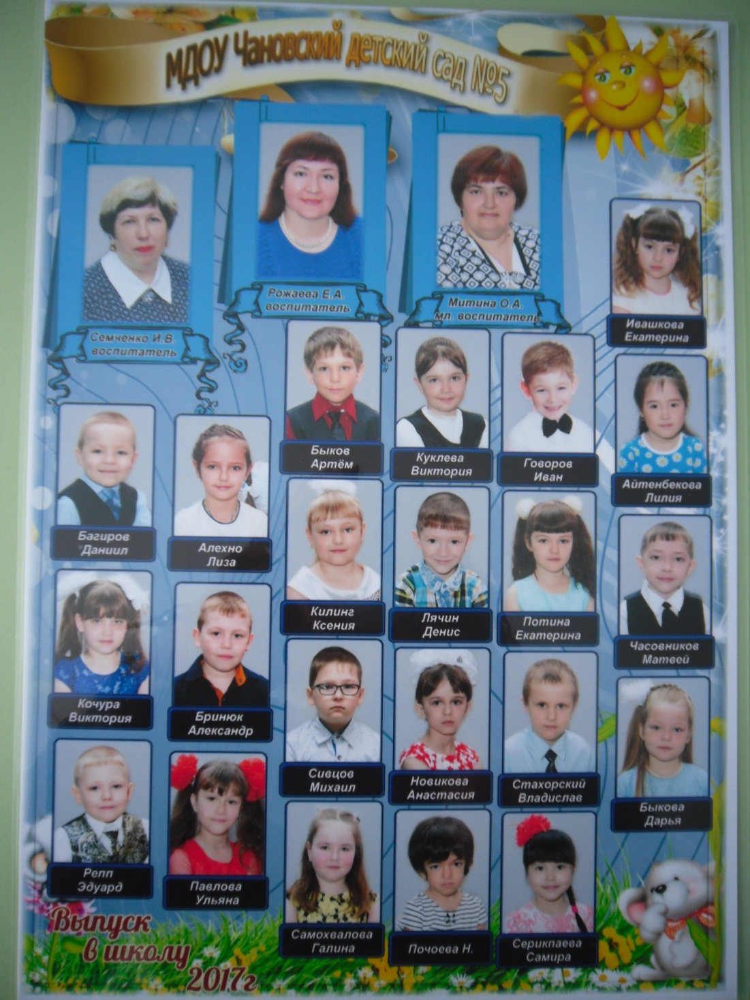 МДОУ Чановский детский сад №5
Семченко И.В.
воспитатель
Рожаева Е.А.
воспитатель
Митина О.А.
мл. воспитатель
Ивашкова
Екатерина
Быков
Артём
Куклева
Виктория
Говоров
Иван
Айтенбекова
Лилия
Багиров
Даниил
Алехно
Лиза
Килинг
Ксения
Лячин
Денис
Потина
Екатерина
Часовников
Матвей
Кочура
Виктория
Бринюк
Александр
Сивцов
Михаил
Новикова
Анастасия
Стахорский
Владислав
Быкова
Дарья
Репп
Эдуард
Павлова
Ульяна
Самохвалова
Галина
Почоева Н.
Серикпаева
Самира
Выпуск
в школу
2017г